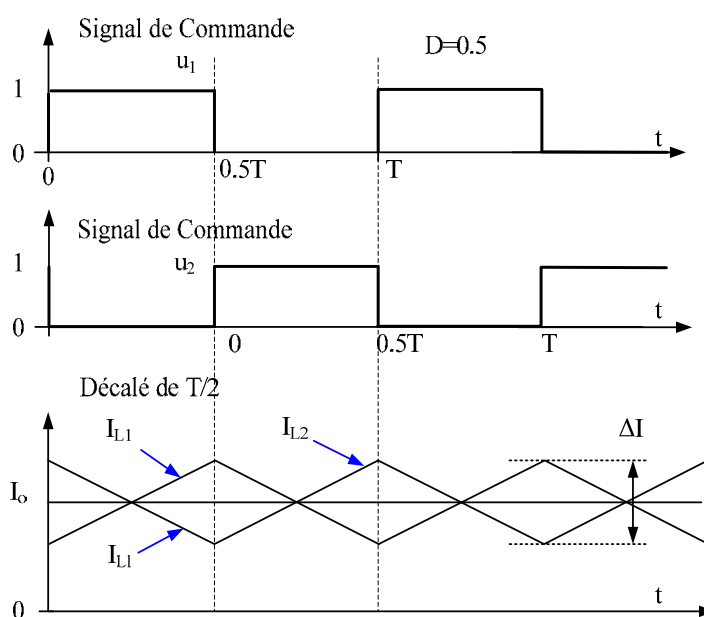 Signal de Commande
D=0.5
u1
1
0
t
0
0.5T
T
Signal de Commande
u2
1
0
t
0
0.5T
T
Décalé de T/2
IL1
IL2
ΔI
Io
IL1
0
t